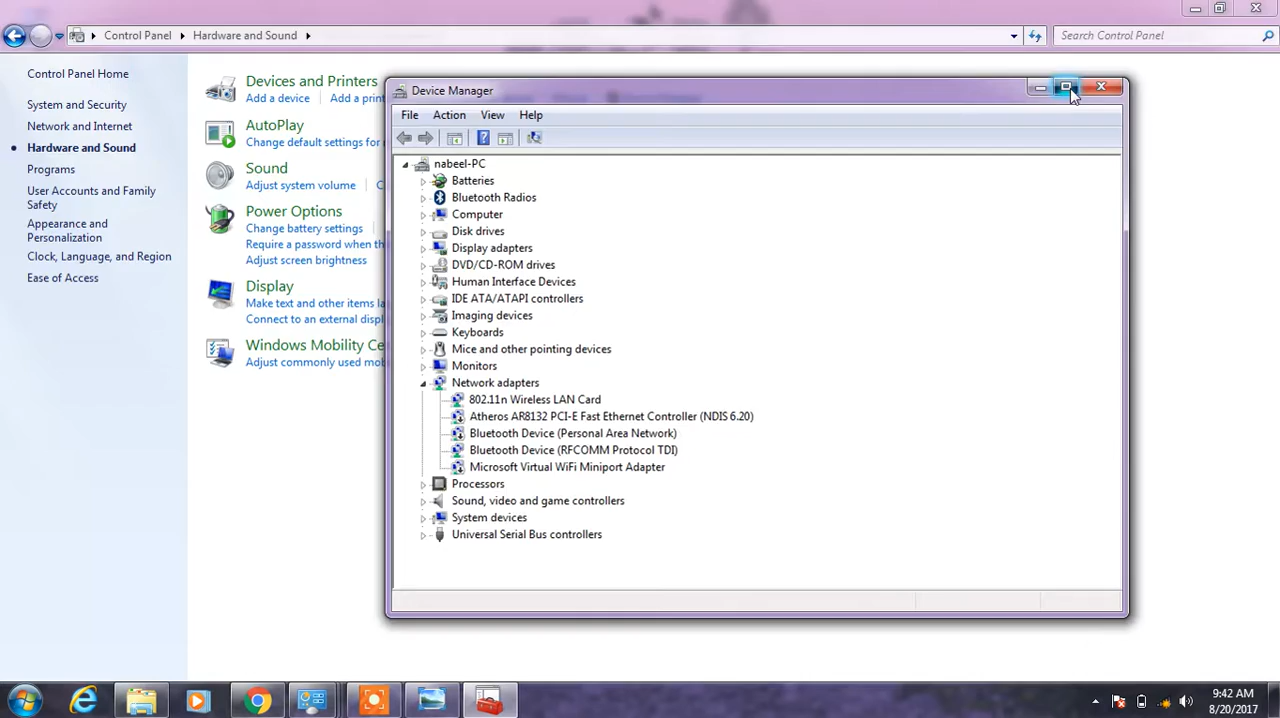 Control Panel
Hardware and Sound
Search Control Panel
Control Panel Home
System and Security
Network and Internet
Hardware and Sound
Programs
User Accounts and Family
Safety
Appearance and
Personalization
Clock, Language, and Region
Ease of Access
Devices and Printers
Add a device
Add a print
AutoPlay
Change default settings for
Sound
Adjust system volume
Power Options
Change battery settings
Require a password when th
Adjust screen brightness
Display
Make text and other items la
Connect to an external displ
Windows Mobility Ce
Adjust commonly used mob
Device Manager
File Action View Help
nabeel-PC
Batteries
Bluetooth Radios
Computer
Disk drives
Display adapters
DVD/CD-ROM drives
Human Interface Devices
IDE ATA/ATAPI controllers
Imaging devices
Keyboards
Mice and other pointing devices
Monitors
Network adapters
802.11n Wireless LAN Card
Atheros AR8132 PCI-E Fast Ethernet Controller (NDIS 6.20)
Bluetooth Device (Personal Area Network)
Bluetooth Device (RFCOMM Protocol TDI)
Microsoft Virtual WiFi Miniport Adapter
Processors
Sound, video and game controllers
System devices
Universal Serial Bus controllers
9:42 AM
8/20/2017